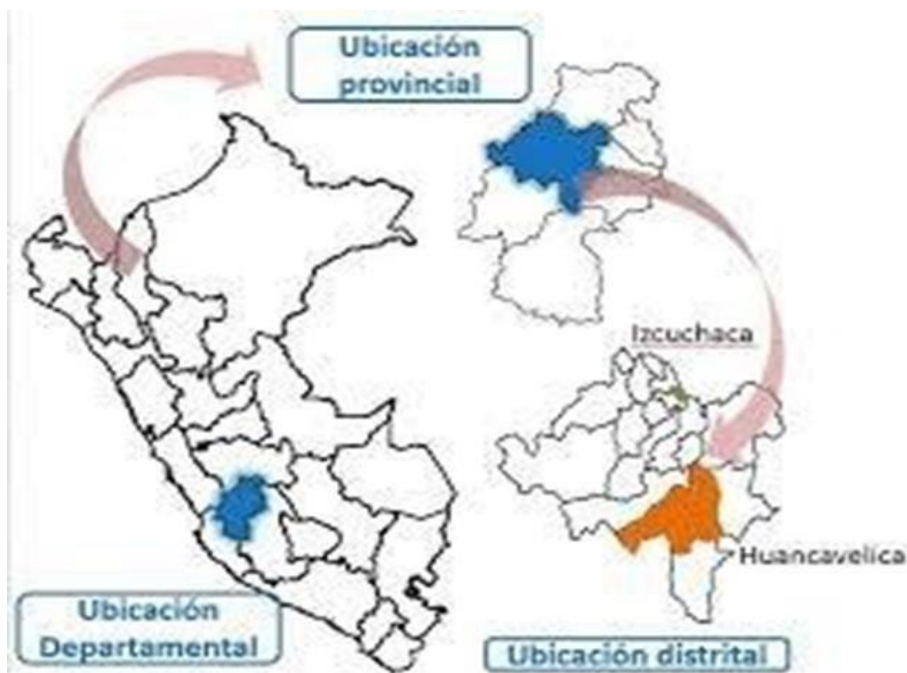 Ubicación
provincial
Izcuchaca
Huancavelica
Ubicación
Departamental
Ubicación distrital